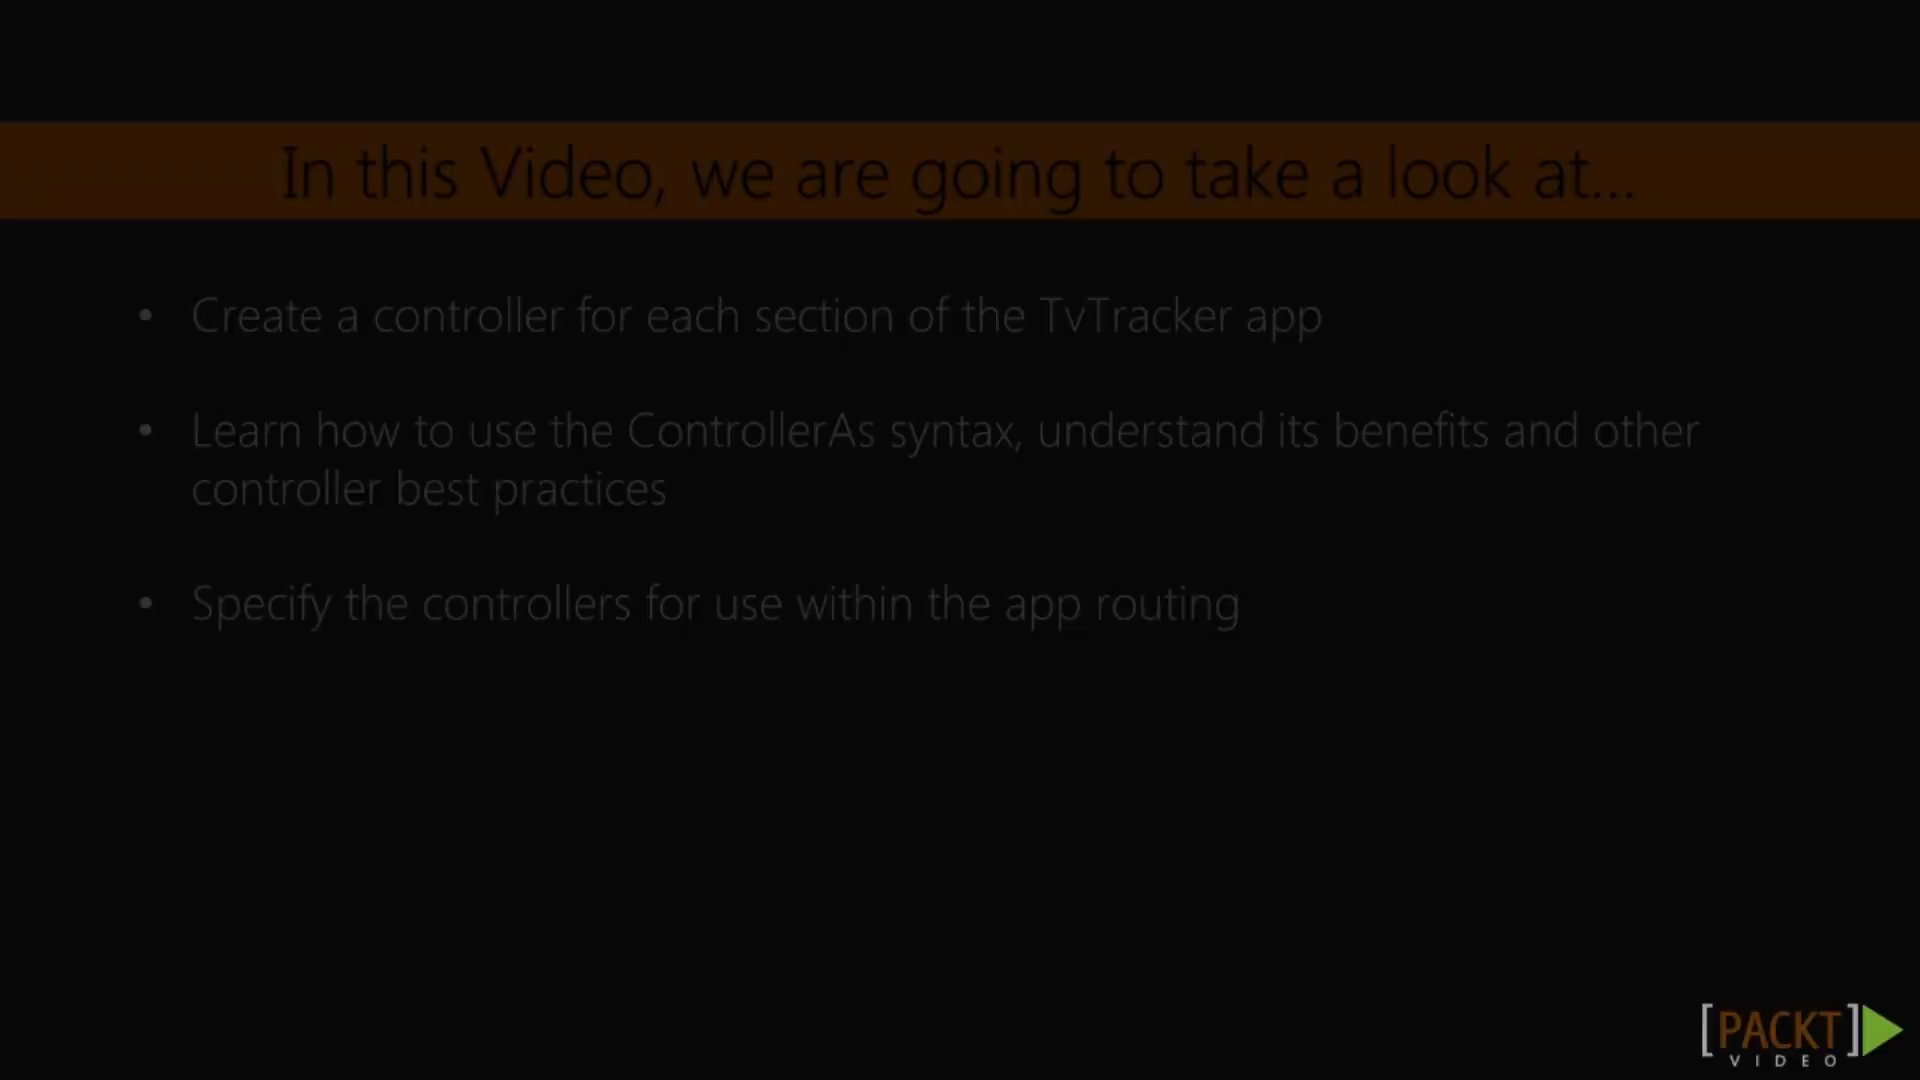 In this Video, we are going to take a look at...
• Create a controller for each section of the TvTracker app
• Learn how to use the ControllerAs syntax, understand its benefits and other
controller best practices
• Specify the controllers for use within the app routing
[PACKT]
VIDEO